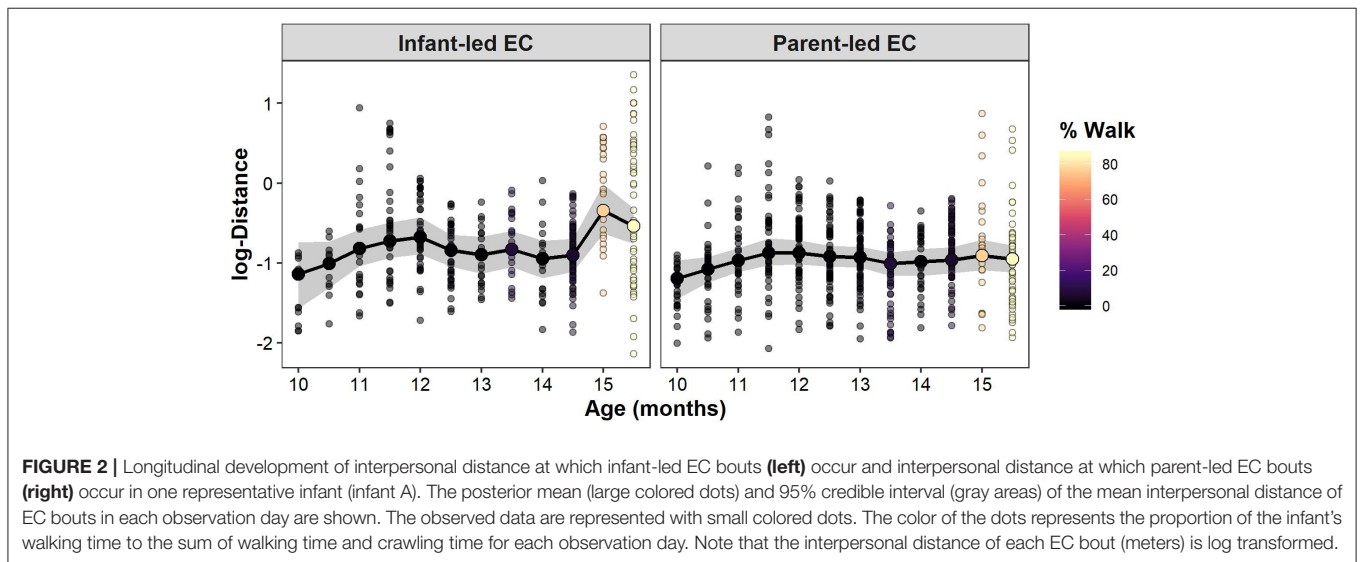 Infant-led EC
Parent-led EC
log-Distance
1
0
-1
-2
10 11 12 13 14 15
10 11 12 13 14 15
Age (months)
% Walk
80
60
40
20
0
FIGURE 2 | Longitudinal development of interpersonal distance at which infant-led EC bouts (left) occur and interpersonal distance at which parent-led EC bouts
(right) occur in one representative infant (infant A). The posterior mean (large colored dots) and 95% credible interval (gray areas) of the mean interpersonal distance of
EC bouts in each observation day are shown. The observed data are represented with small colored dots. The color of the dots represents the proportion of the infant's
walking time to the sum of walking time and crawling time for each observation day. Note that the interpersonal distance of each EC bout (meters) is log transformed.